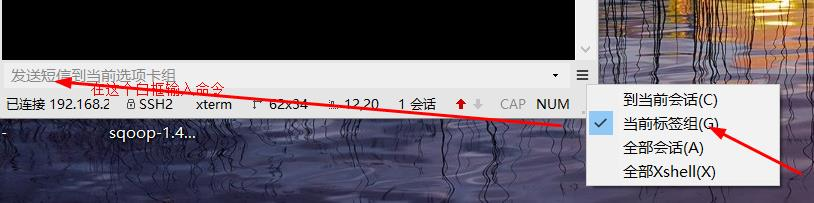 发送短信到当前选项卡组
在这个白框输入命令
已连接 192.168.2
SSH2
xterm
62x34
12,20
1 会话
CAP
NUM
到当前会话(C)
当前标签组(G)
全部会话(A)
全部Xshell(X)
-
sqoop-1.4...